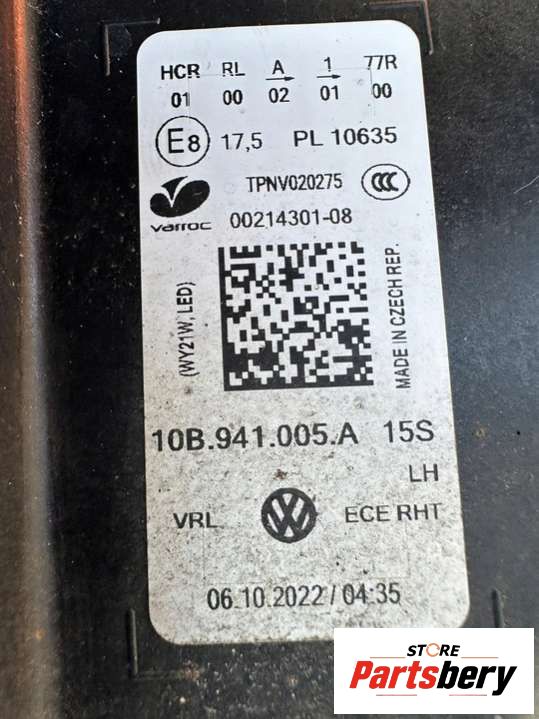 HCR RL A 1 77R
01 00 02 01 00
E8 17,5 PL 10635
TPNV020275 CCC
varroc
00214301-08
(WY21W, LED)
MADE IN CZECH REP.
10B.941.005.A 15S
LH
VRL VW ECE RHT
06.10.2022 / 04:35
STORE
Partsbery